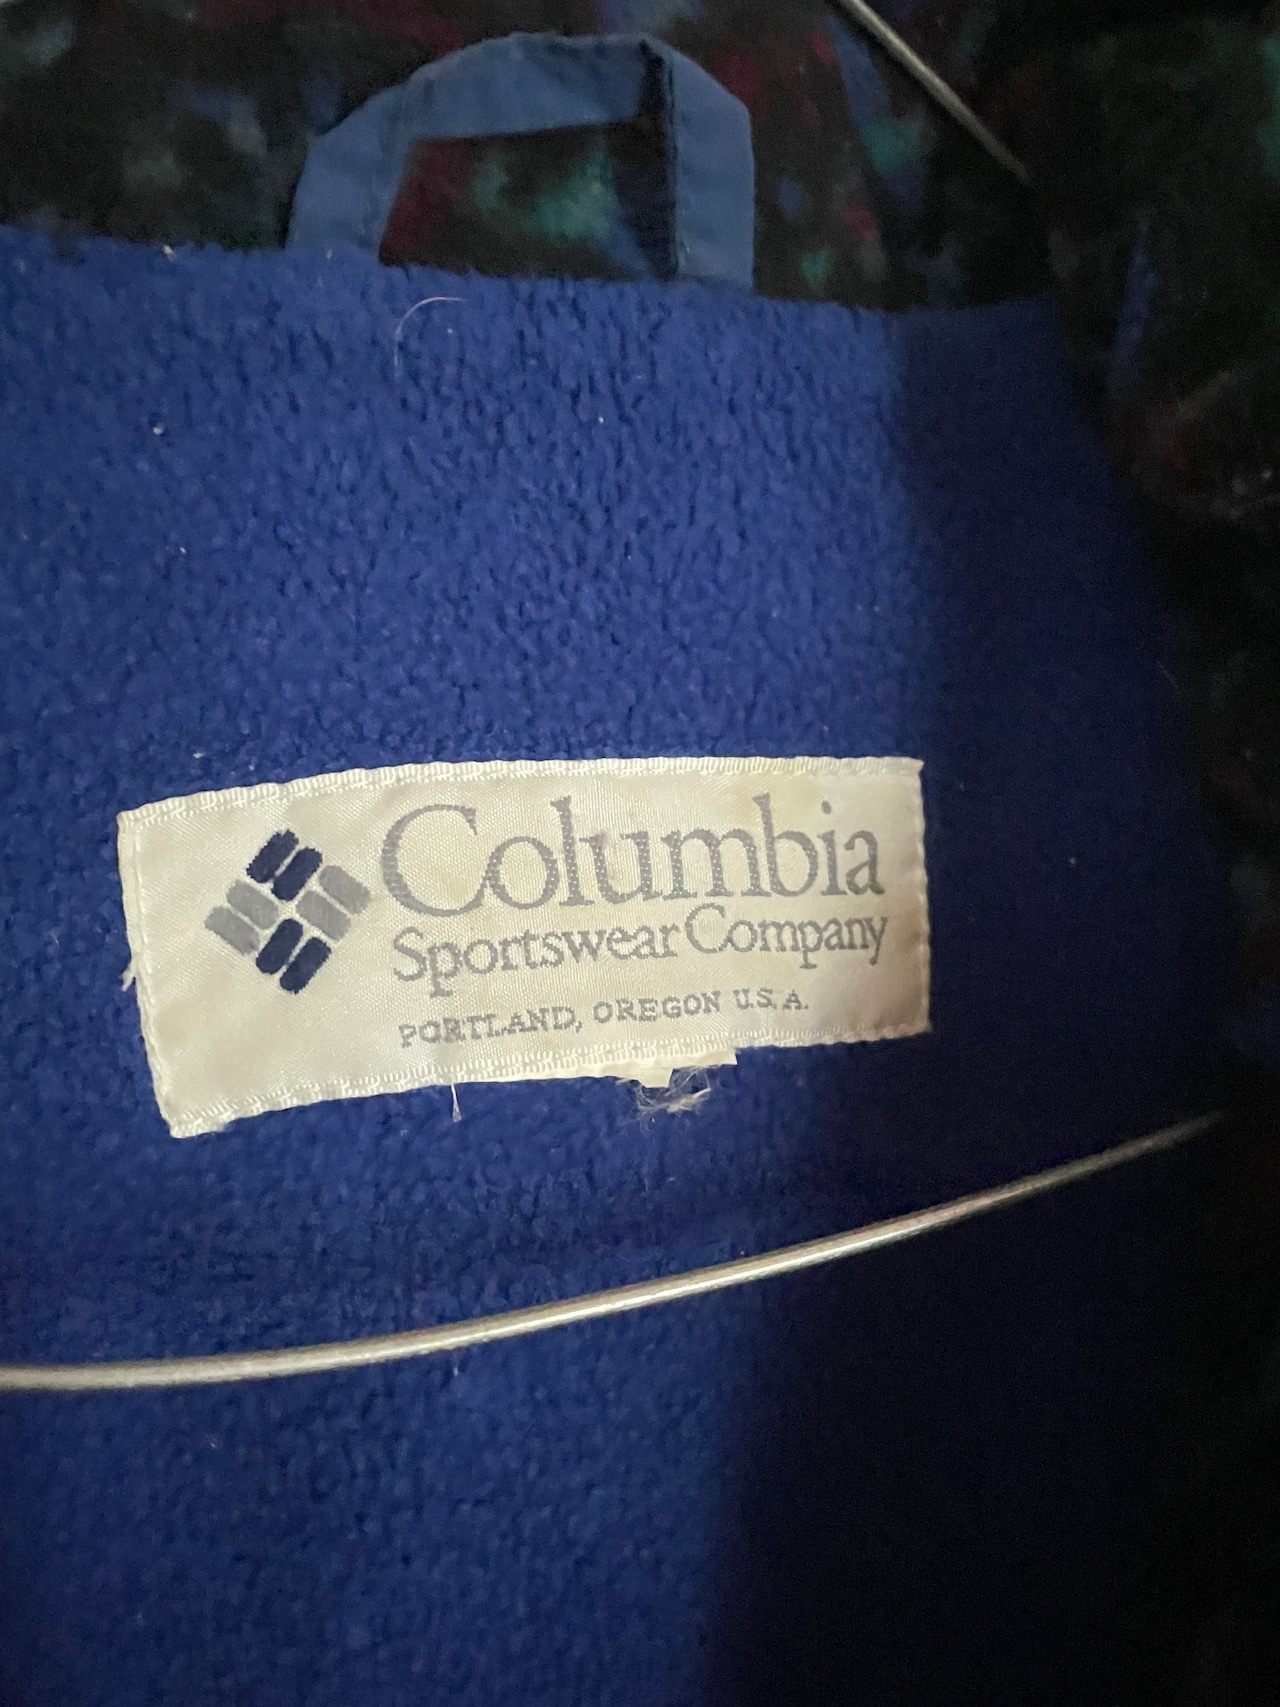 Columbia
Sportswear Company
PORTLAND, OREGON U.S.A.